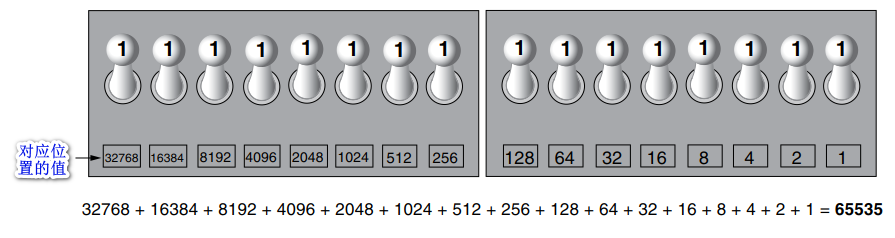 1 1 1 1 1 1 1 1 1 1 1 1 1 1 1 1
对应位
置的值
32768 16384 8192 4096 2048 1024 512 256 128 64 32 16 8 4 2 1
32768 + 16384 + 8192 + 4096 + 2048 + 1024 + 512 + 256 + 128 + 64 + 32 + 16 + 8 + 4 + 2 + 1 = 65535